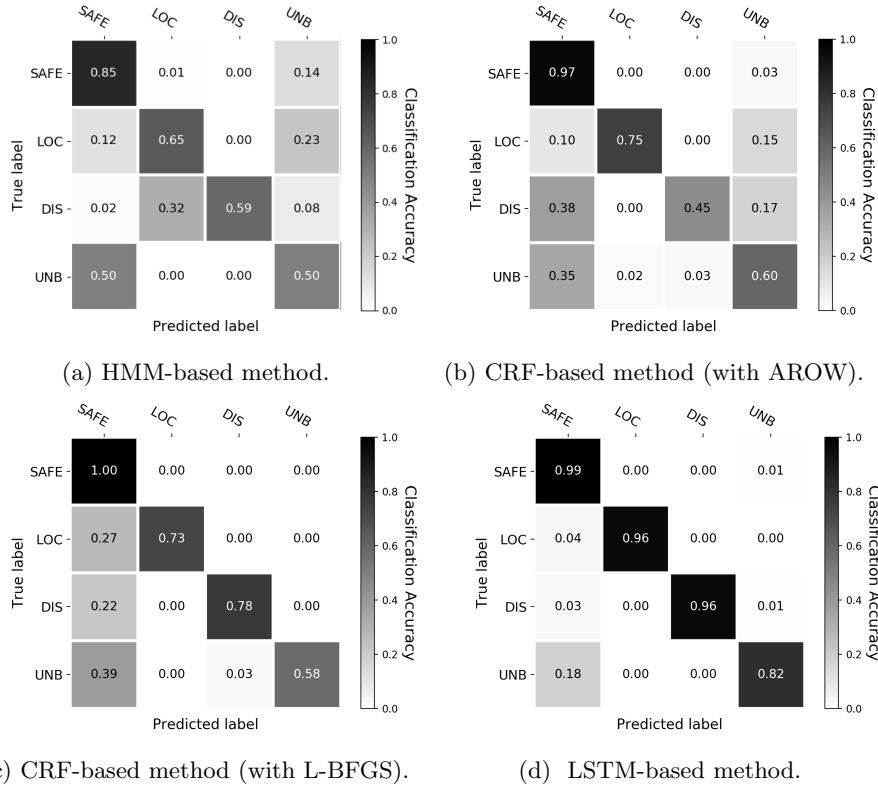 SAFE LOC DIS UNB
SAFE 0.85 0.01 0.00 0.14
LOC 0.12 0.65 0.00 0.23
DIS 0.02 0.32 0.59 0.08
UNB 0.50 0.00 0.00 0.50
True label
Predicted label
1.0
0.8
0.6
0.4
0.2
0.0
Classification Accuracy
(a) HMM-based method.
SAFE LOC DIS UNB
SAFE 0.97 0.00 0.00 0.03
LOC 0.10 0.75 0.00 0.15
DIS 0.38 0.00 0.45 0.17
UNB 0.35 0.02 0.03 0.60
True label
Predicted label
1.0
0.8
0.6
0.4
0.2
0.0
Classification Accuracy
(b) CRF-based method (with AROW).
SAFE LOC DIS UNB
SAFE 1.00 0.00 0.00 0.00
LOC 0.27 0.73 0.00 0.00
DIS 0.22 0.00 0.78 0.00
UNB 0.39 0.00 0.03 0.58
True label
Predicted label
1.0
0.8
0.6
0.4
0.2
0.0
Classification Accuracy
) CRF-based method (with L-BFGS).
SAFE LOC DIS UNB
SAFE 0.99 0.00 0.00 0.01
LOC 0.04 0.96 0.00 0.00
DIS 0.03 0.00 0.96 0.01
UNB 0.18 0.00 0.00 0.82
True label
Predicted label
1.0
0.8
0.6
0.4
0.2
0.0
Classification Accuracy
(d) LSTM-based method.